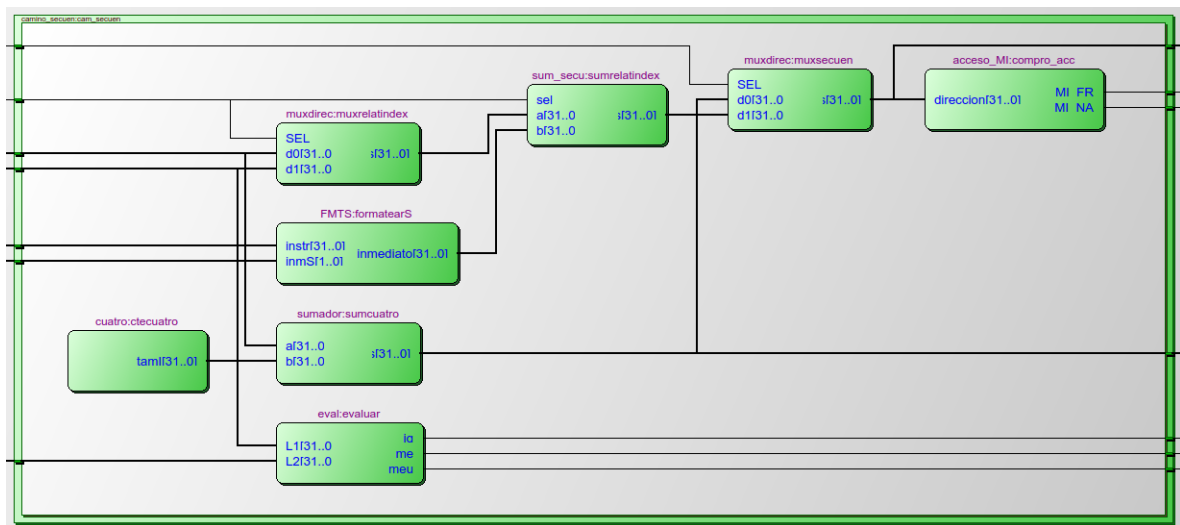 camino_secuen:cam_secuen
muxdirec:muxsecuen
SEL
d0[31..0]
d1[31..0]
s[31..0]
acceso_MI:compro_acc
direccion[31..0]
MI_FR
MI_NA
sum_secu:sumrelatindex
sel
a[31..0]
b[31..0]
s[31..0]
muxdirec:muxrelatindex
SEL
d0[31..0]
d1[31..0]
s[31..0]
FMTS:formatearS
instr[31..0]
inmS[1..0]
inmediato[31..0]
cuatro:ctecuatro
tamI[31..0]
sumador:sumcuatro
a[31..0]
b[31..0]
s[31..0]
eval:evaluar
L1[31..0]
L2[31..0]
ig
me
meu